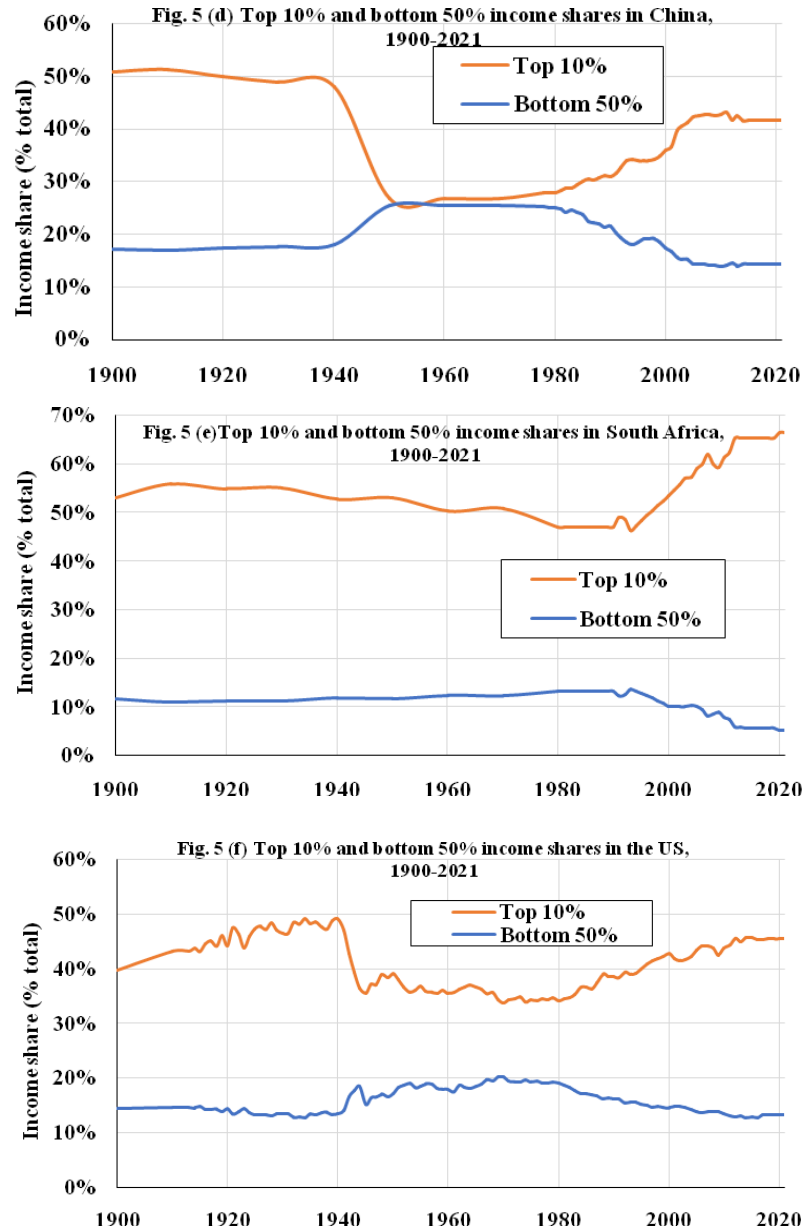 Fig. 5 (d) Top 10% and bottom 50% income shares in China,
1900-2021
Income share (% total)
60%
50%
40%
30%
20%
10%
0%
Top 10%
Bottom 50%
1900 1920 1940 1960 1980 2000 2020
Fig. 5 (e)Top 10% and bottom 50% income shares in South Africa,
1900-2021
Income share (% total)
70%
60%
50%
40%
30%
20%
10%
0%
Top 10%
Bottom 50%
1900 1920 1940 1960 1980 2000 2020
Fig. 5 (f) Top 10% and bottom 50% income shares in the US,
1900-2021
Income share (% total)
60%
50%
40%
30%
20%
10%
0%
Top 10%
Bottom 50%
1900 1920 1940 1960 1980 2000 2020